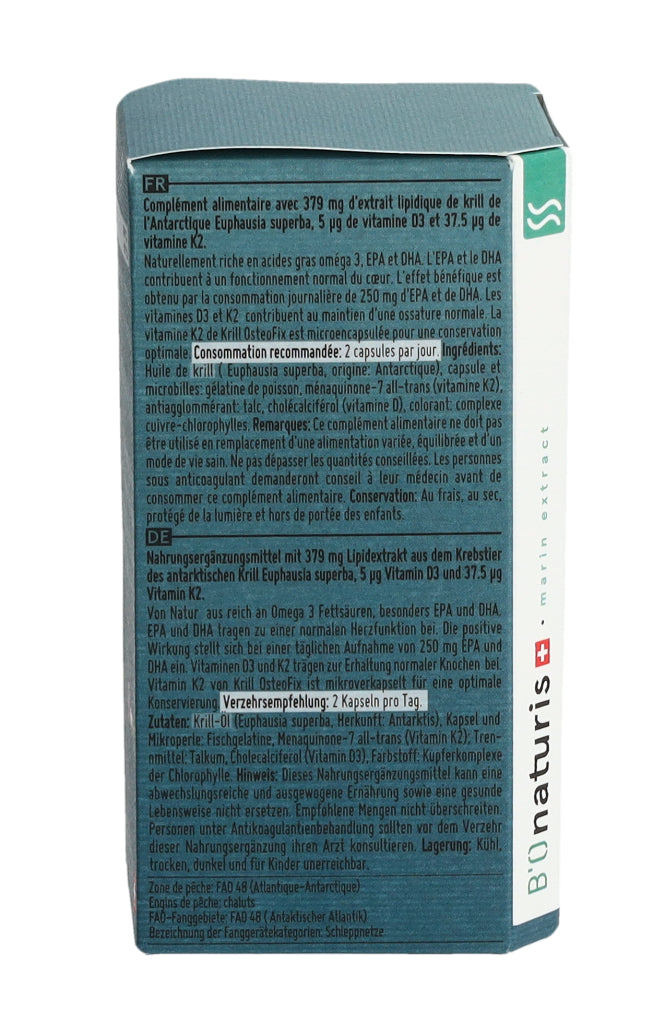 FR
Complément alimentaire avec 379 mg d'extrait lipidique de krill de
l'Antarctique Euphausia superba, 5 µg de vitamine D3 et 37.5 µg de
vitamine K2.
Naturellement riche en acides gras oméga 3, EPA et DHA. L'EPA et le DHA
contribuent à un fonctionnement normal du cœur. L'effet bénéfique est
obtenu par la consommation journalière de 250 mg d'EPA et de DHA. Les
vitamines D3 et K2 contribuent au maintien d'une ossature normale. La
vitamine K2 de Krill OsteoFix est microencapsulée pour une conservation
optimale. Consommation recommandée: 2 capsules par jour. Ingrédients:
Huile de krill ( Euphausia superba, origine: Antarctique), capsule et
microbilles: gélatine de poisson, ménaquinone-7 all-trans (vitamine K2),
antiagglomérant: talc, cholécalciférol (vitamine D), colorant: complexe
cuivre-chlorophylles. Remarques: Ce complément alimentaire ne doit pas
être utilisé en remplacement d'une alimentation variée, équilibrée et d'un
mode de vie sain. Ne pas dépasser les quantités conseillées. Les personnes
sous anticoagulant demanderont conseil à leur médecin avant de
consommer ce complément alimentaire. Conservation: Au frais, au sec,
protégé de la lumière et hors de portée des enfants.
DE
Nahrungsergänzungsmittel mit 379 mg Lipidextrakt aus dem Krebstier
des antarktischen Krill Euphausia superba, 5 µg Vitamin D3 und 37.5 µg
Vitamin K2.
Von Natur aus reich an Omega 3 Fettsäuren, besonders EPA und DHA.
EPA und DHA tragen zu einer normalen Herzfunktion bei. Die positive
Wirkung stellt sich bei einer täglichen Aufnahme von 250 mg EPA und
DHA ein. Vitaminen D3 und K2 tragen zur Erhaltung normaler Knochen bei.
Vitamin K2 von Krill OsteoFix ist mikroverkapselt für eine optimale
Konservierung. Verzehrsempfehlung: 2 Kapseln pro Tag.
Zutaten: Krill-Öl (Euphausia superba, Herkunft: Antarktis), Kapsel und
Mikroperle: Fischgelatine, Menaquinone-7 all-trans (Vitamin K2); Tren-
nmittel: Talkum, Cholecalciferol (Vitamin D3), Farbstoff: Kupferkomplexe
der Chlorophylle. Hinweis: Dieses Nahrungsergänzungsmittel kann eine
abwechslungsreiche und ausgewogene Ernährung sowie eine gesunde
Lebensweise nicht ersetzen. Empfohlene Mengen nicht überschreiten.
Personen unter Antikoagulantienbehandlung sollten vor dem Verzehr
dieser Nahrungsergänzung ihren Arzt konsultieren. Lagerung: Kühl,
trocken, dunkel und für Kinder unerreichbar.
Zone de pêche: FAO 48 (Atlantique-Antarctique)
Engins de pêche: chaluts
FAO-Fanggebiete: FAO 48 ( Antaktischer Atlantik)
Bezeichnung der Fanggerätekategorien: Schleppnetze
B'Onaturis · marin extract